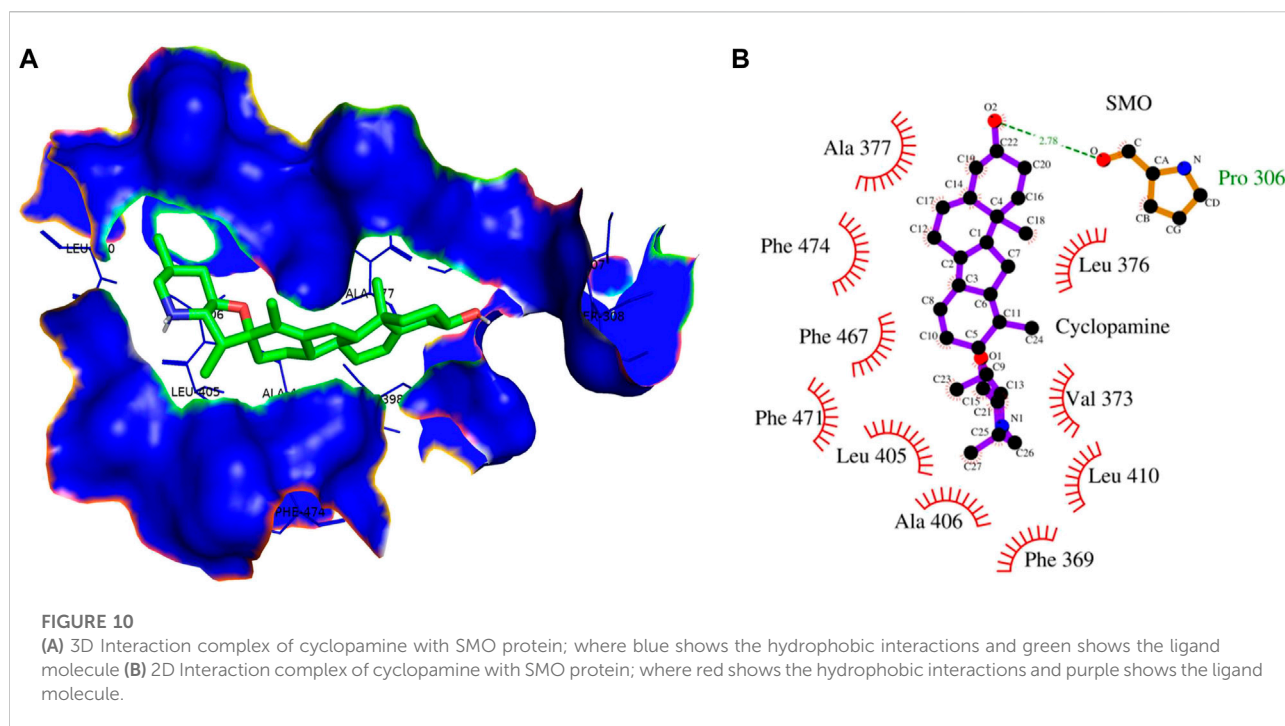 A
B
LEU-405
PHE-474
Ala 377
Phe 474
Phe 467
Phe 471
Leu 405
Ala 406
Phe 369
Leu 410
Val 373
Cyclopamine
Leu 376
SMO
Pro 306
2.78
O2
C22
C19
C20
C14
C16
C17
C4
C18
C12
C1
C2
C7
C3
C8
C6
C11
C10
C5
C24
O1
C9
C23
C13
C15
C21
N1
C25
C26
C27
O
C
CA
N
CB
CD
CG
FIGURE 10
(A) 3D Interaction complex of cyclopamine with SMO protein; where blue shows the hydrophobic interactions and green shows the ligand
molecule (B) 2D Interaction complex of cyclopamine with SMO protein; where red shows the hydrophobic interactions and purple shows the ligand
molecule.